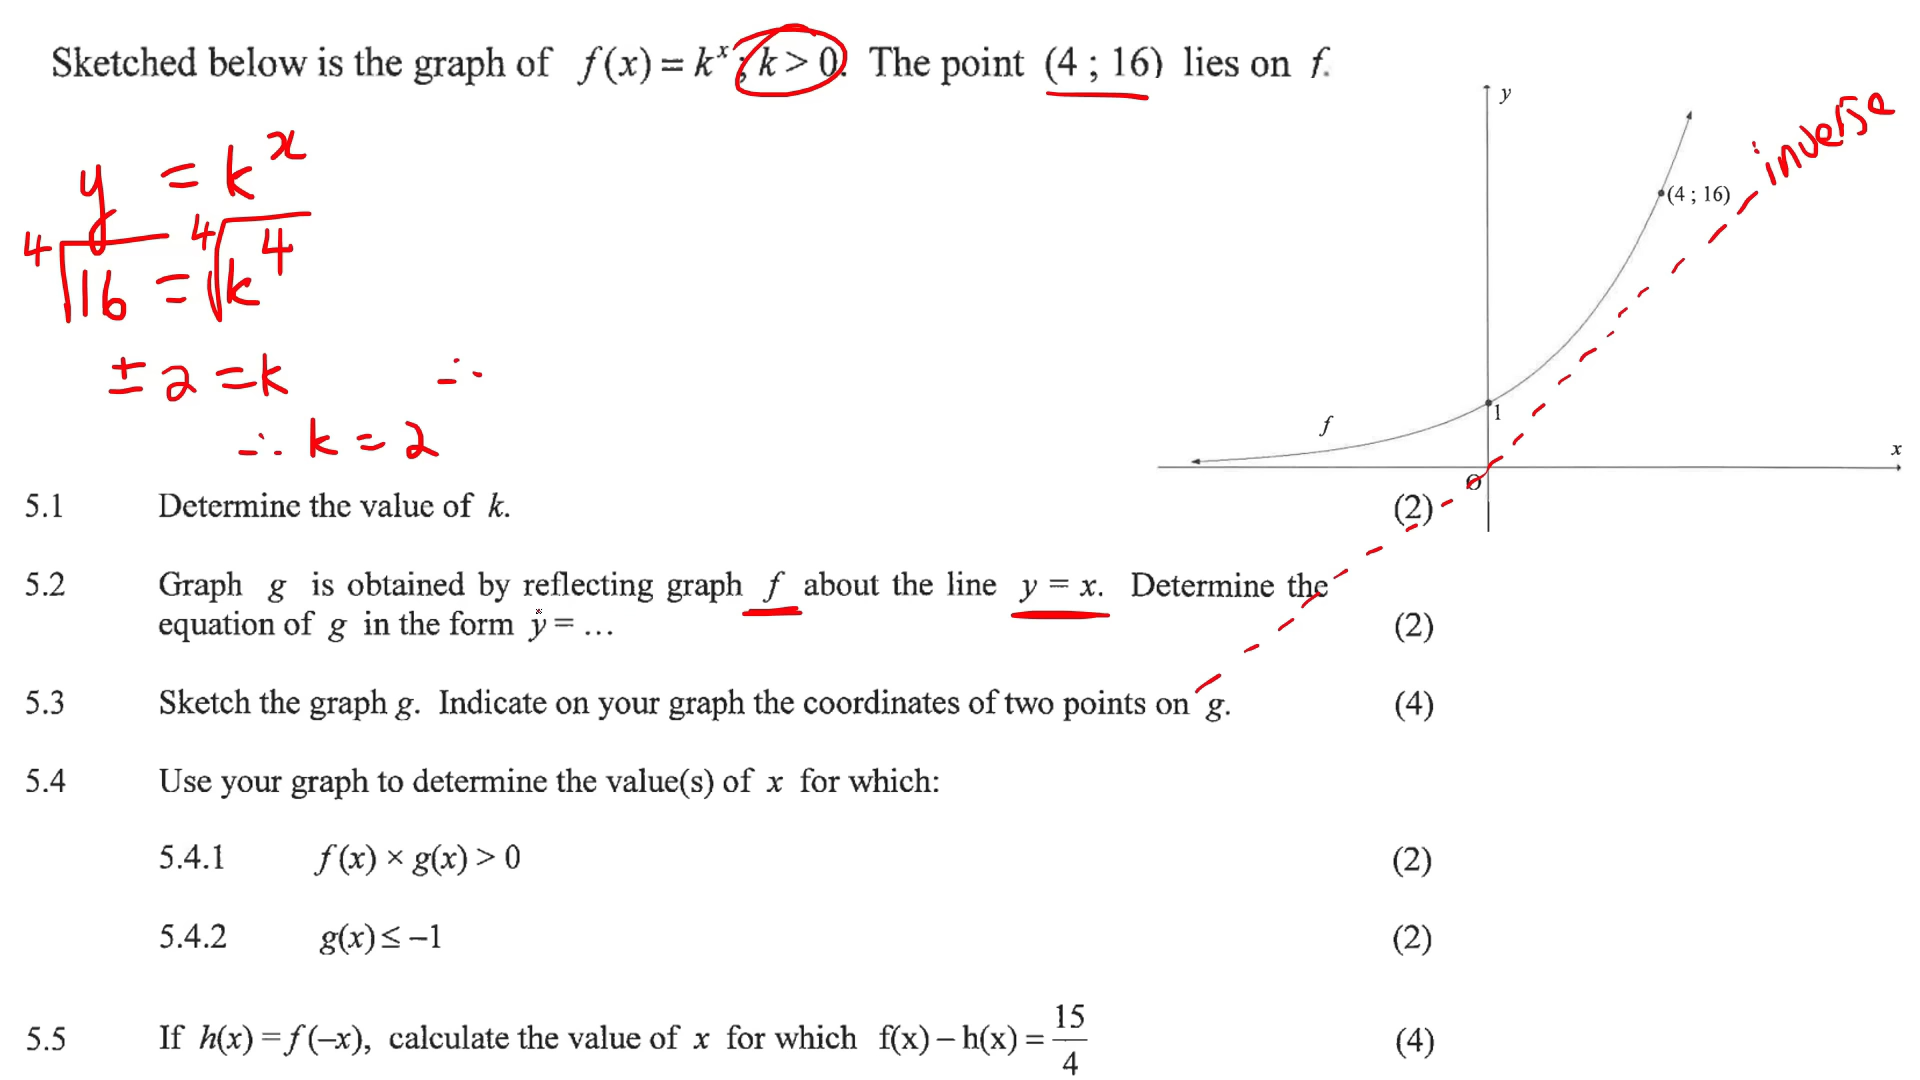 Sketched below is the graph of f(x) = kˣ ; k > 0. The point (4 ; 16) lies on f.
y = kˣ
⁴√16 = ⁴√k⁴
± 2 = k ∴
∴ k = 2
y
inverse
(4 ; 16)
1
f
x
O
5.1 Determine the value of k. (2)
5.2 Graph g is obtained by reflecting graph f about the line y = x. Determine the
equation of g in the form y = ... (2)
5.3 Sketch the graph g. Indicate on your graph the coordinates of two points on g. (4)
5.4 Use your graph to determine the value(s) of x for which:
5.4.1 f(x) × g(x) > 0 (2)
5.4.2 g(x) ≤ –1 (2)
5.5 If h(x) = f(–x), calculate the value of x for which f(x) – h(x) = 15/4 (4)